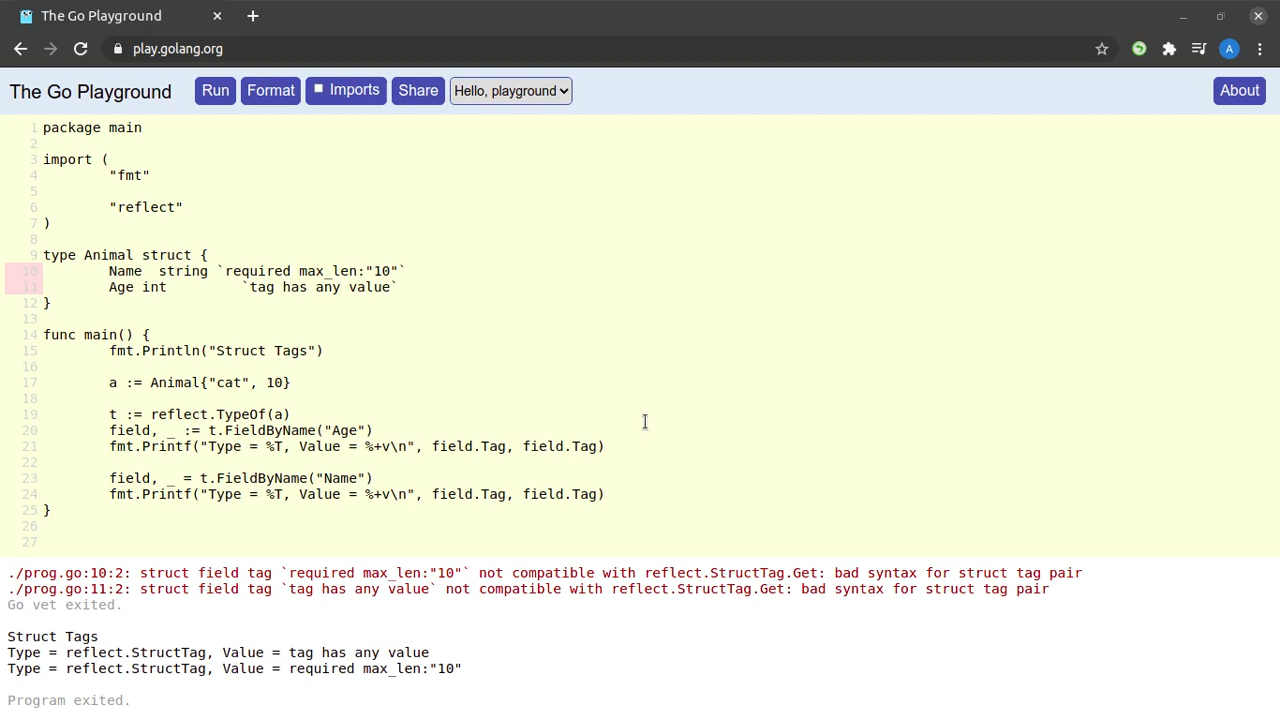 The Go Playground
play.golang.org
A
The Go Playground Run Format Imports Share Hello, playground About
1 package main
2
3 import (
4 "fmt"
5
6 "reflect"
7 )
8
9 type Animal struct {
10 Name  string `required max_len:"10"`
11 Age int         `tag has any value`
12 }
13
14 func main() {
15 fmt.Println("Struct Tags")
16
17 a := Animal{"cat", 10}
18
19 t := reflect.TypeOf(a)
20 field, _ := t.FieldByName("Age")
21 fmt.Printf("Type = %T, Value = %+v\n", field.Tag, field.Tag)
22
23 field, _ = t.FieldByName("Name")
24 fmt.Printf("Type = %T, Value = %+v\n", field.Tag, field.Tag)
25 }
26
27
./prog.go:10:2: struct field tag `required max_len:"10"` not compatible with reflect.StructTag.Get: bad syntax for struct tag pair
./prog.go:11:2: struct field tag `tag has any value` not compatible with reflect.StructTag.Get: bad syntax for struct tag pair
Go vet exited.
Struct Tags
Type = reflect.StructTag, Value = tag has any value
Type = reflect.StructTag, Value = required max_len:"10"
Program exited.